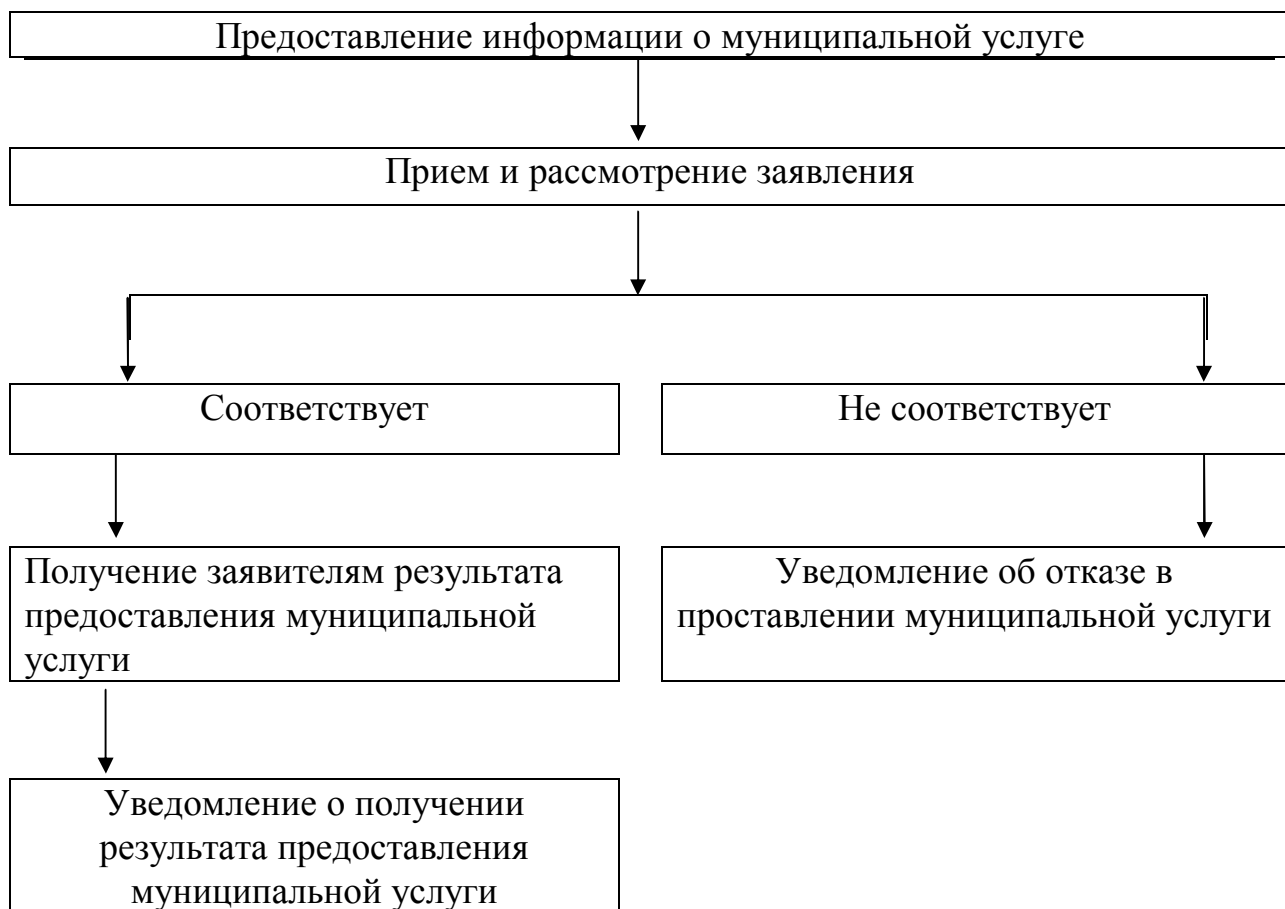 Предоставление информации о муниципальной услуге
Прием и рассмотрение заявления
Соответствует
Не соответствует
Получение заявителям результата
предоставления муниципальной
услуги
Уведомление об отказе в
проставлении муниципальной услуги
Уведомление о получении
результата предоставления
муниципальной услуги